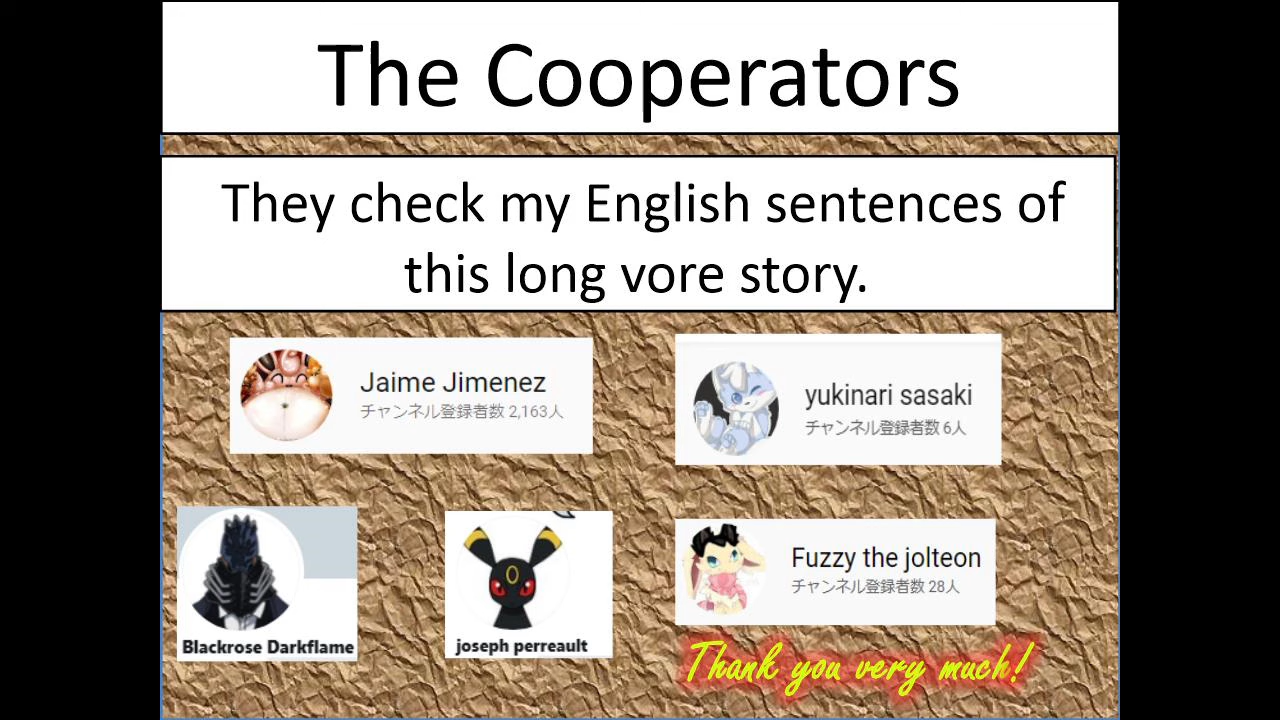 The Cooperators
They check my English sentences of
this long vore story.
Jaime Jimenez
チャンネル登録者数 2,163人
yukinari sasaki
チャンネル登録者数 6人
Blackrose Darkflame
joseph perreault
Fuzzy the jolteon
チャンネル登録者数 28人
Thank you very much!